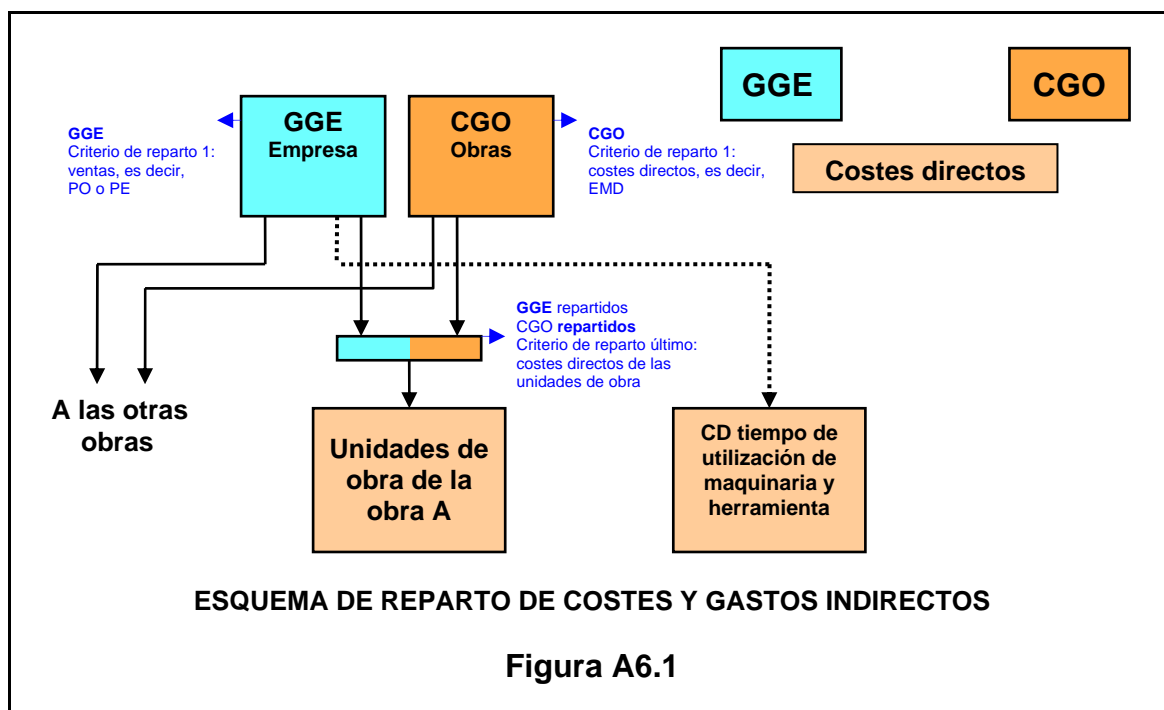 GGE
CGO
GGE
Empresa
CGO
Obras
GGE
Criterio de reparto 1:
ventas, es decir,
PO o PE
CGO
Criterio de reparto 1:
costes directos, es decir,
EMD
Costes directos
GGE repartidos
CGO repartidos
Criterio de reparto último:
costes directos de las
unidades de obra
A las otras
obras
Unidades de
obra de la
obra A
CD tiempo de
utilización de
maquinaria y
herramienta
ESQUEMA DE REPARTO DE COSTES Y GASTOS INDIRECTOS
Figura A6.1